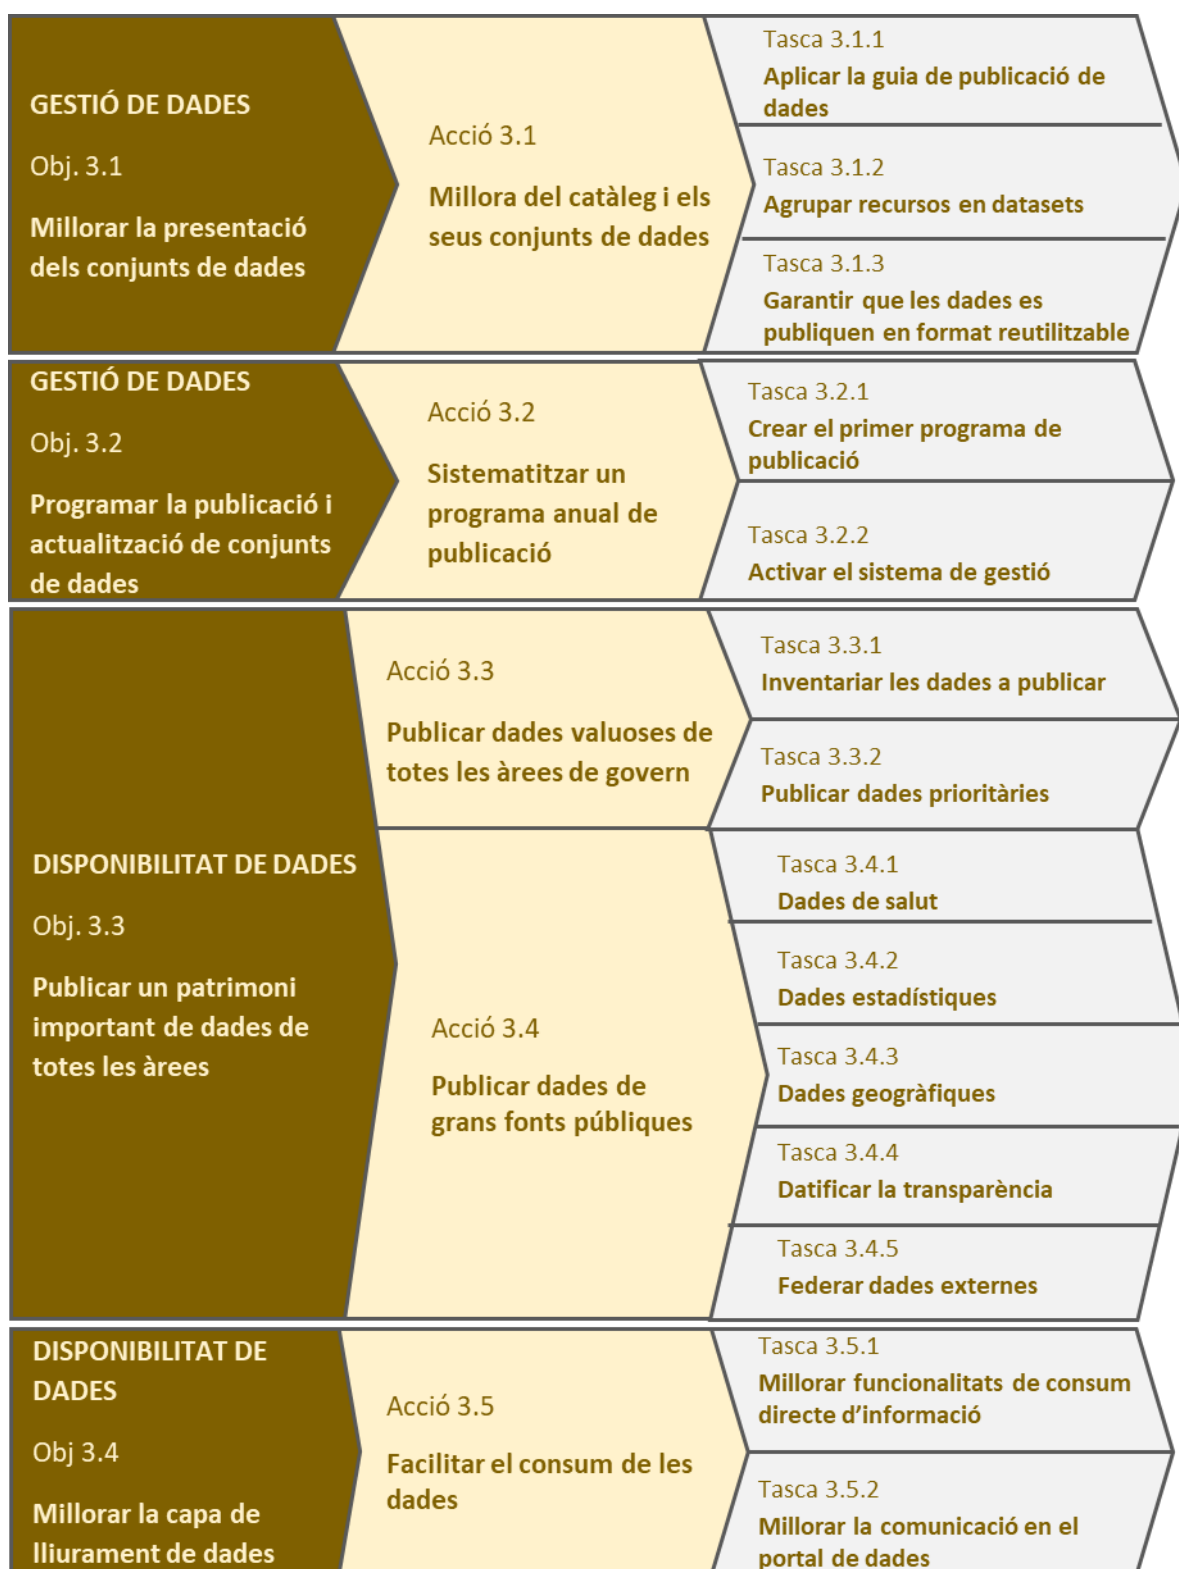 GESTIÓ DE DADES
Obj. 3.1
Millorar la presentació
dels conjunts de dades
Acció 3.1
Millora del catàleg i els
seus conjunts de dades
Tasca 3.1.1
Aplicar la guia de publicació de
dades
Tasca 3.1.2
Agrupar recursos en datasets
Tasca 3.1.3
Garantir que les dades es
publiquen en format reutilitzable
GESTIÓ DE DADES
Obj. 3.2
Programar la publicació i
actualització de conjunts
de dades
Acció 3.2
Sistematitzar un
programa anual de
publicació
Tasca 3.2.1
Crear el primer programa de
publicació
Tasca 3.2.2
Activar el sistema de gestió
DISPONIBILITAT DE DADES
Obj. 3.3
Publicar un patrimoni
important de dades de
totes les àrees
Acció 3.3
Publicar dades valuoses de
totes les àrees de govern
Tasca 3.3.1
Inventariar les dades a publicar
Tasca 3.3.2
Publicar dades prioritàries
Acció 3.4
Publicar dades de
grans fonts públiques
Tasca 3.4.1
Dades de salut
Tasca 3.4.2
Dades estadístiques
Tasca 3.4.3
Dades geogràfiques
Tasca 3.4.4
Datificar la transparència
Tasca 3.4.5
Federar dades externes
DISPONIBILITAT DE
DADES
Obj 3.4
Millorar la capa de
lliurament de dades
Acció 3.5
Facilitar el consum de les
dades
Tasca 3.5.1
Millorar funcionalitats de consum
directe d’informació
Tasca 3.5.2
Millorar la comunicació en el
portal de dades